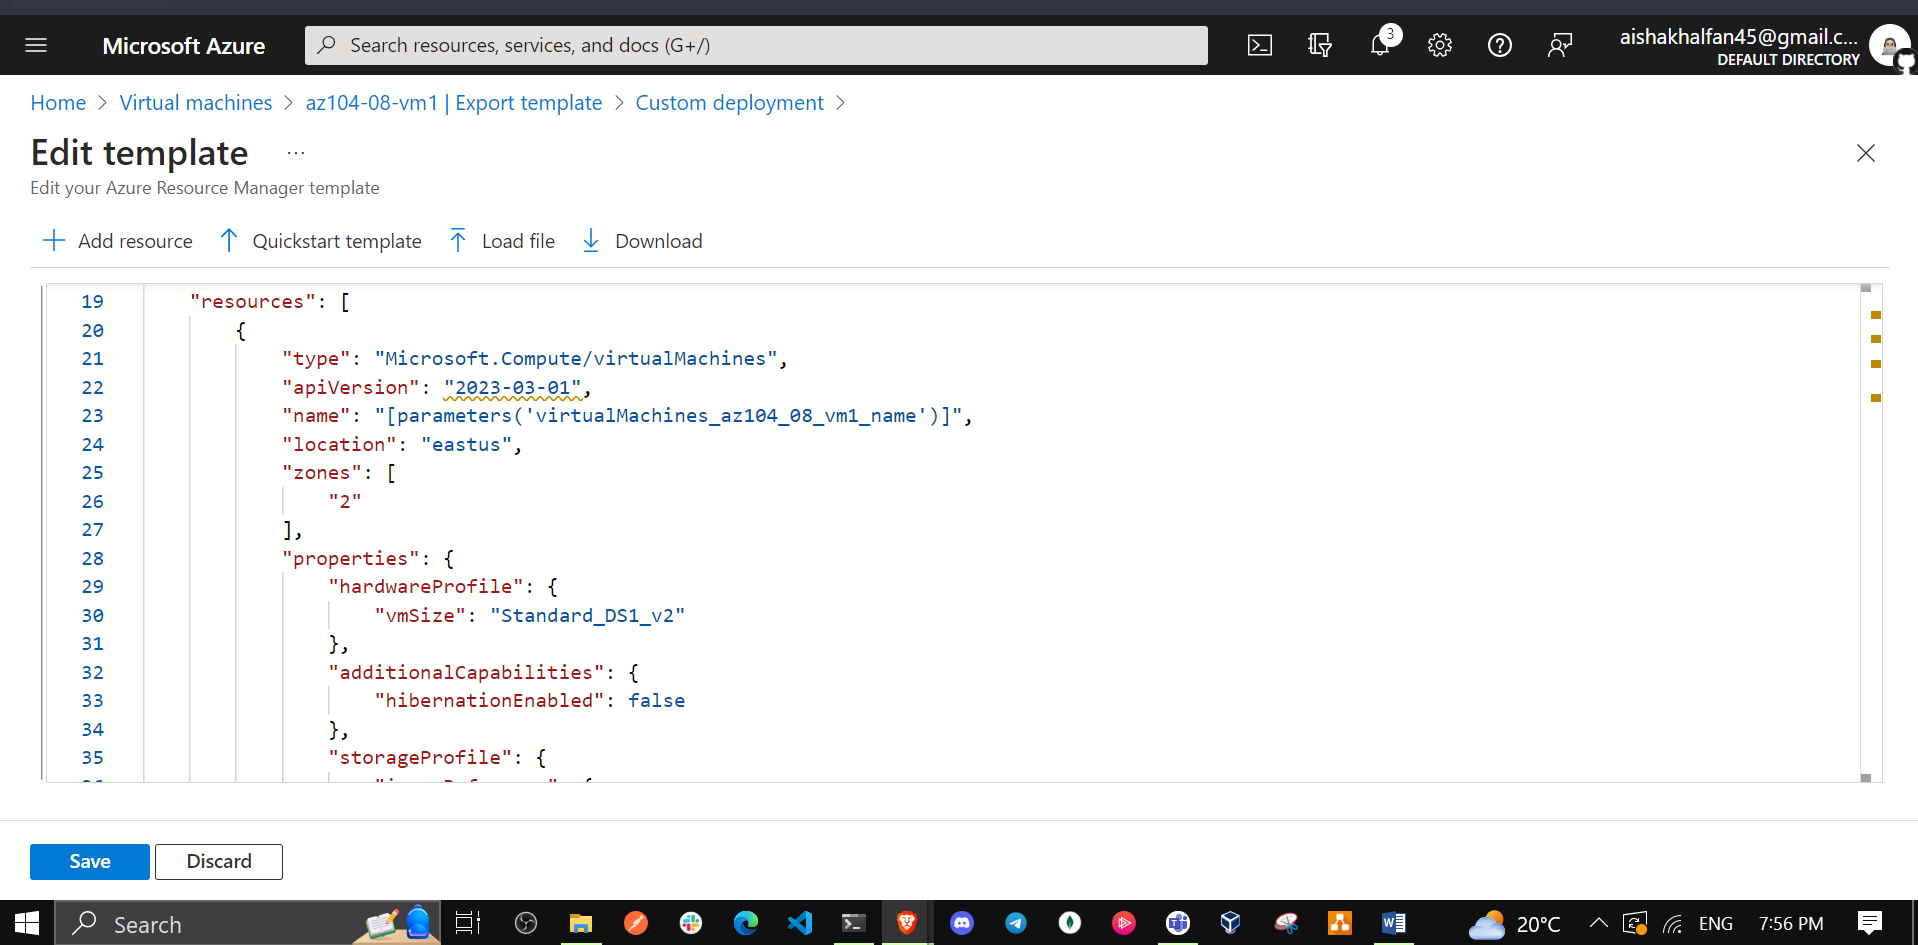 Microsoft Azure
Search resources, services, and docs (G+/)
3
aishakhalfan45@gmail.c...
DEFAULT DIRECTORY
Home > Virtual machines > az104-08-vm1 | Export template > Custom deployment >
Edit template ...
Edit your Azure Resource Manager template
Add resource Quickstart template Load file Download
19 "resources": [
20 {
21 "type": "Microsoft.Compute/virtualMachines",
22 "apiVersion": "2023-03-01",
23 "name": "[parameters('virtualMachines_az104_08_vm1_name')]",
24 "location": "eastus",
25 "zones": [
26 "2"
27 ],
28 "properties": {
29 "hardwareProfile": {
30 "vmSize": "Standard_DS1_v2"
31 },
32 "additionalCapabilities": {
33 "hibernationEnabled": false
34 },
35 "storageProfile": {
Save Discard
Search
20°C ENG 7:56 PM